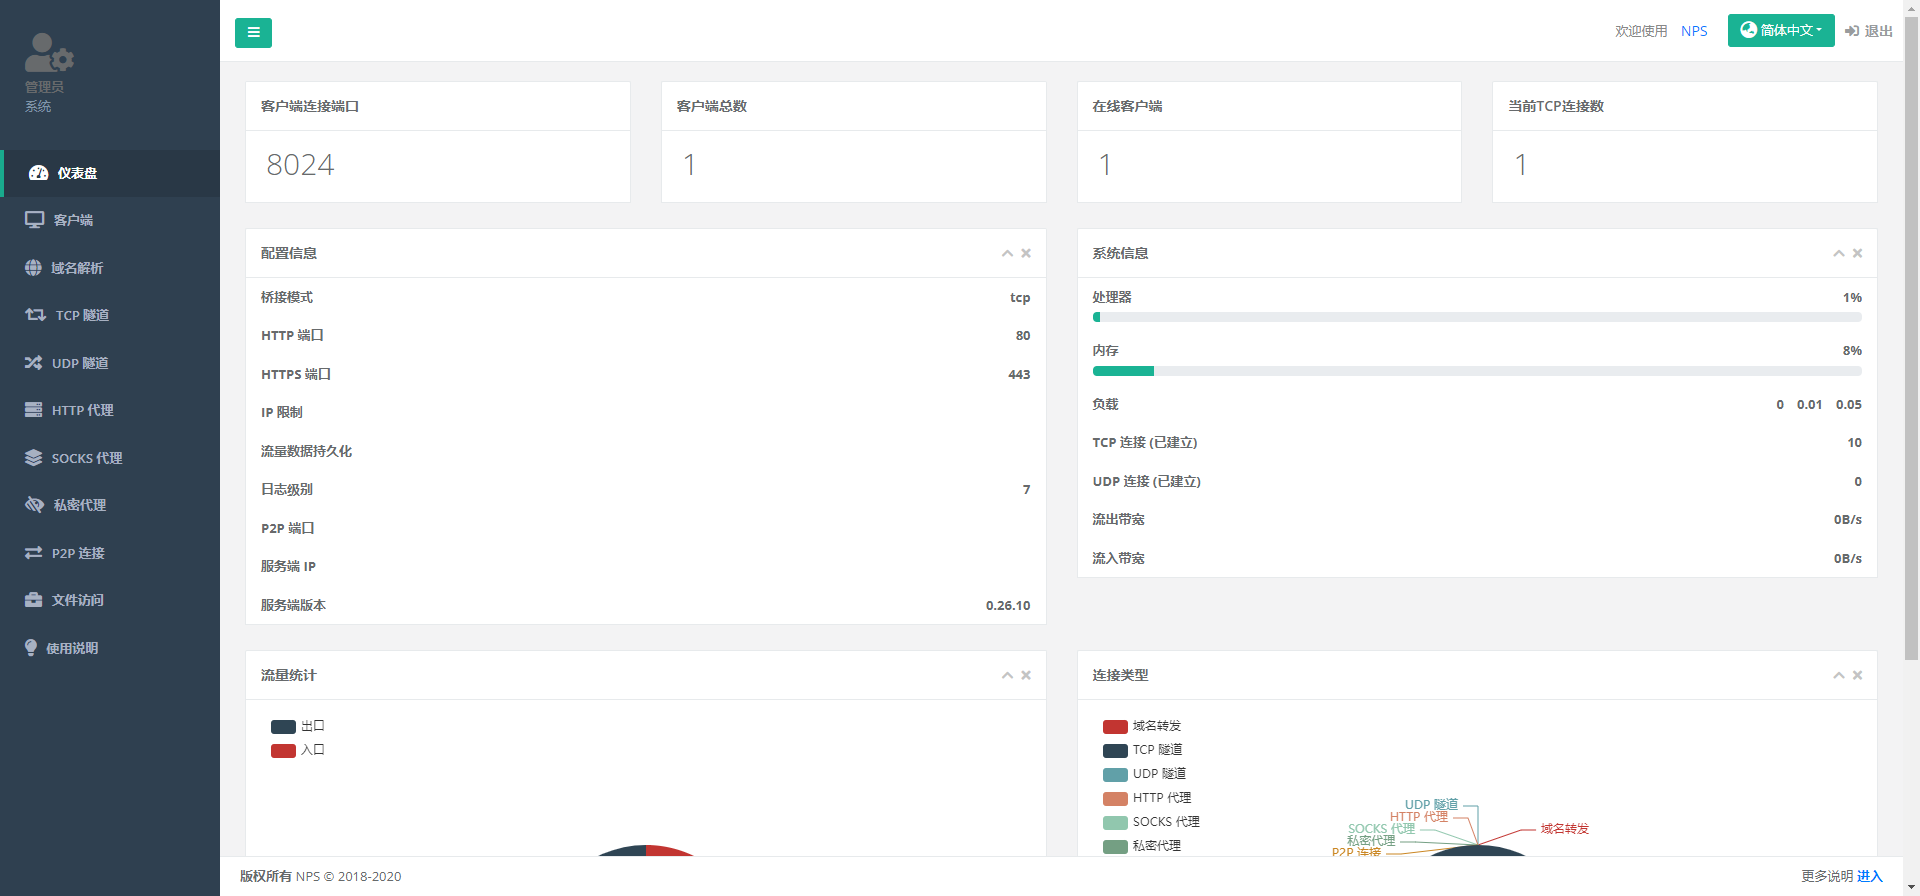 管理员
系统
仪表盘
客户端
域名解析
TCP 隧道
UDP 隧道
HTTP 代理
SOCKS 代理
私密代理
P2P 连接
文件访问
使用说明
欢迎使用 NPS 简体中文 退出
客户端连接端口
8024
客户端总数
1
在线客户端
1
当前TCP连接数
1
配置信息
桥接模式 tcp
HTTP 端口 80
HTTPS 端口 443
IP 限制
流量数据持久化
日志级别 7
P2P 端口
服务端 IP
服务端版本 0.26.10
系统信息
处理器 1%
内存 8%
负载 0 0.01 0.05
TCP 连接 (已建立) 10
UDP 连接 (已建立) 0
流出带宽 0B/s
流入带宽 0B/s
流量统计
出口
入口
连接类型
域名转发
TCP 隧道
UDP 隧道
HTTP 代理
SOCKS 代理
私密代理
UDP 隧道
HTTP 代理
SOCKS 代理
域名转发
私密代理
P2P 连接
版权所有 NPS © 2018-2020
更多说明 进入